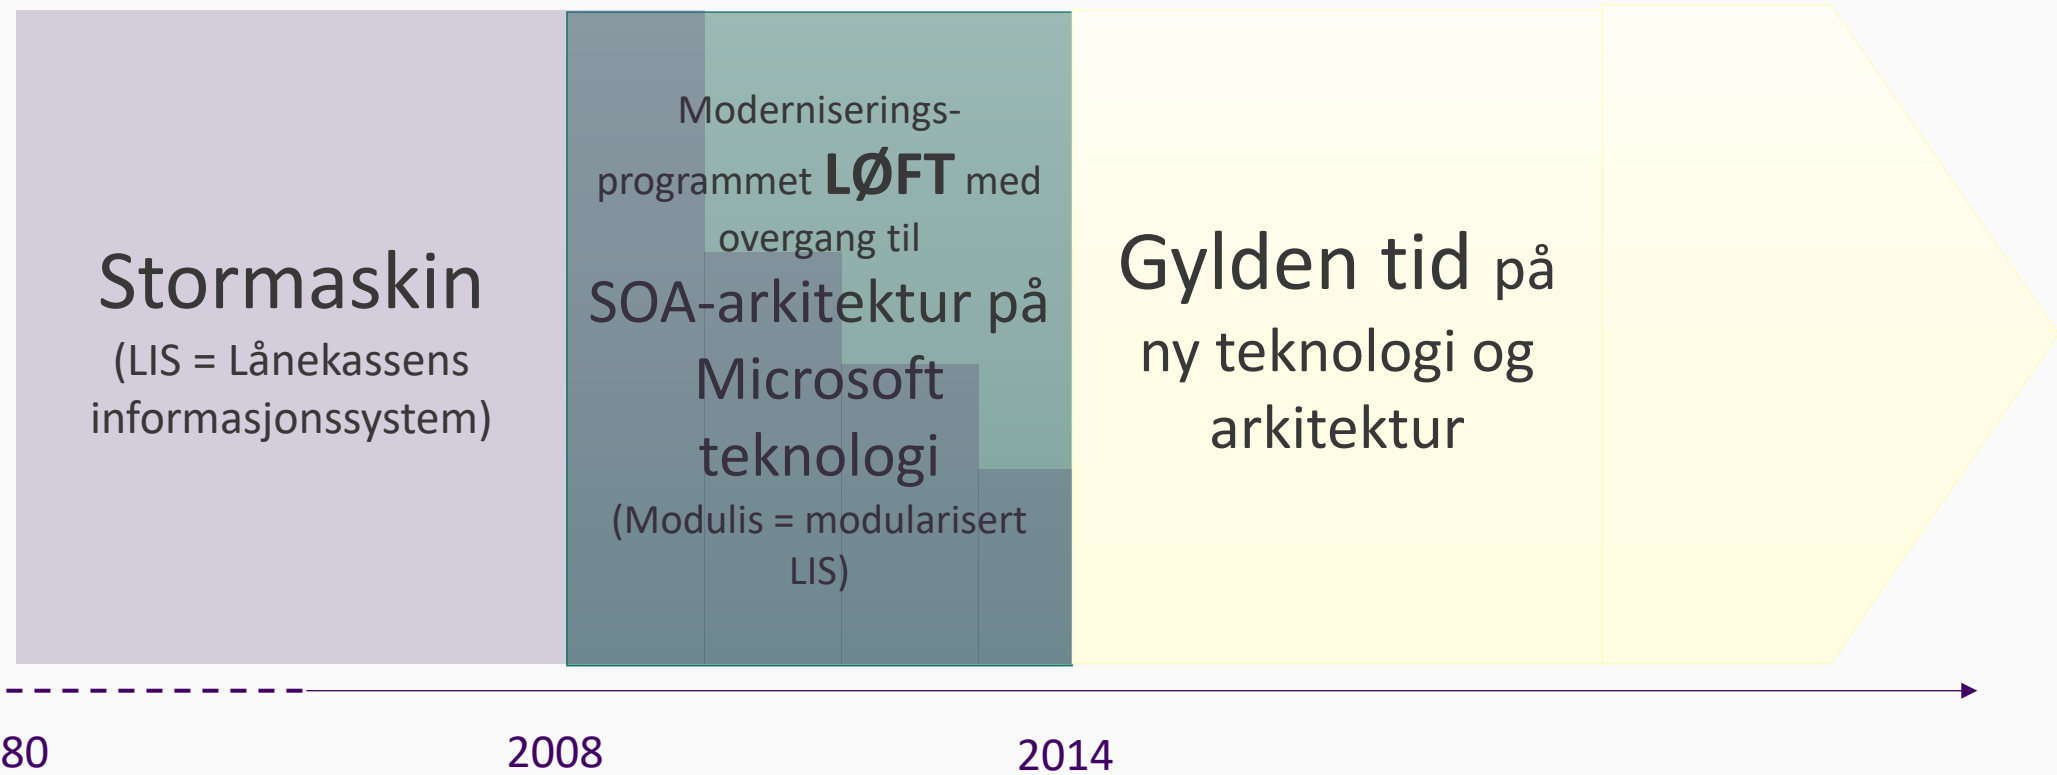 Stormaskin
(LIS = Lånekassens
informasjonssystem)
Moderniserings-
programmet LØFT med
overgang til
SOA-arkitektur på
Microsoft
teknologi
(Modulis = modularisert
LIS)
Gylden tid på
ny teknologi og
arkitektur
80
2008
2014